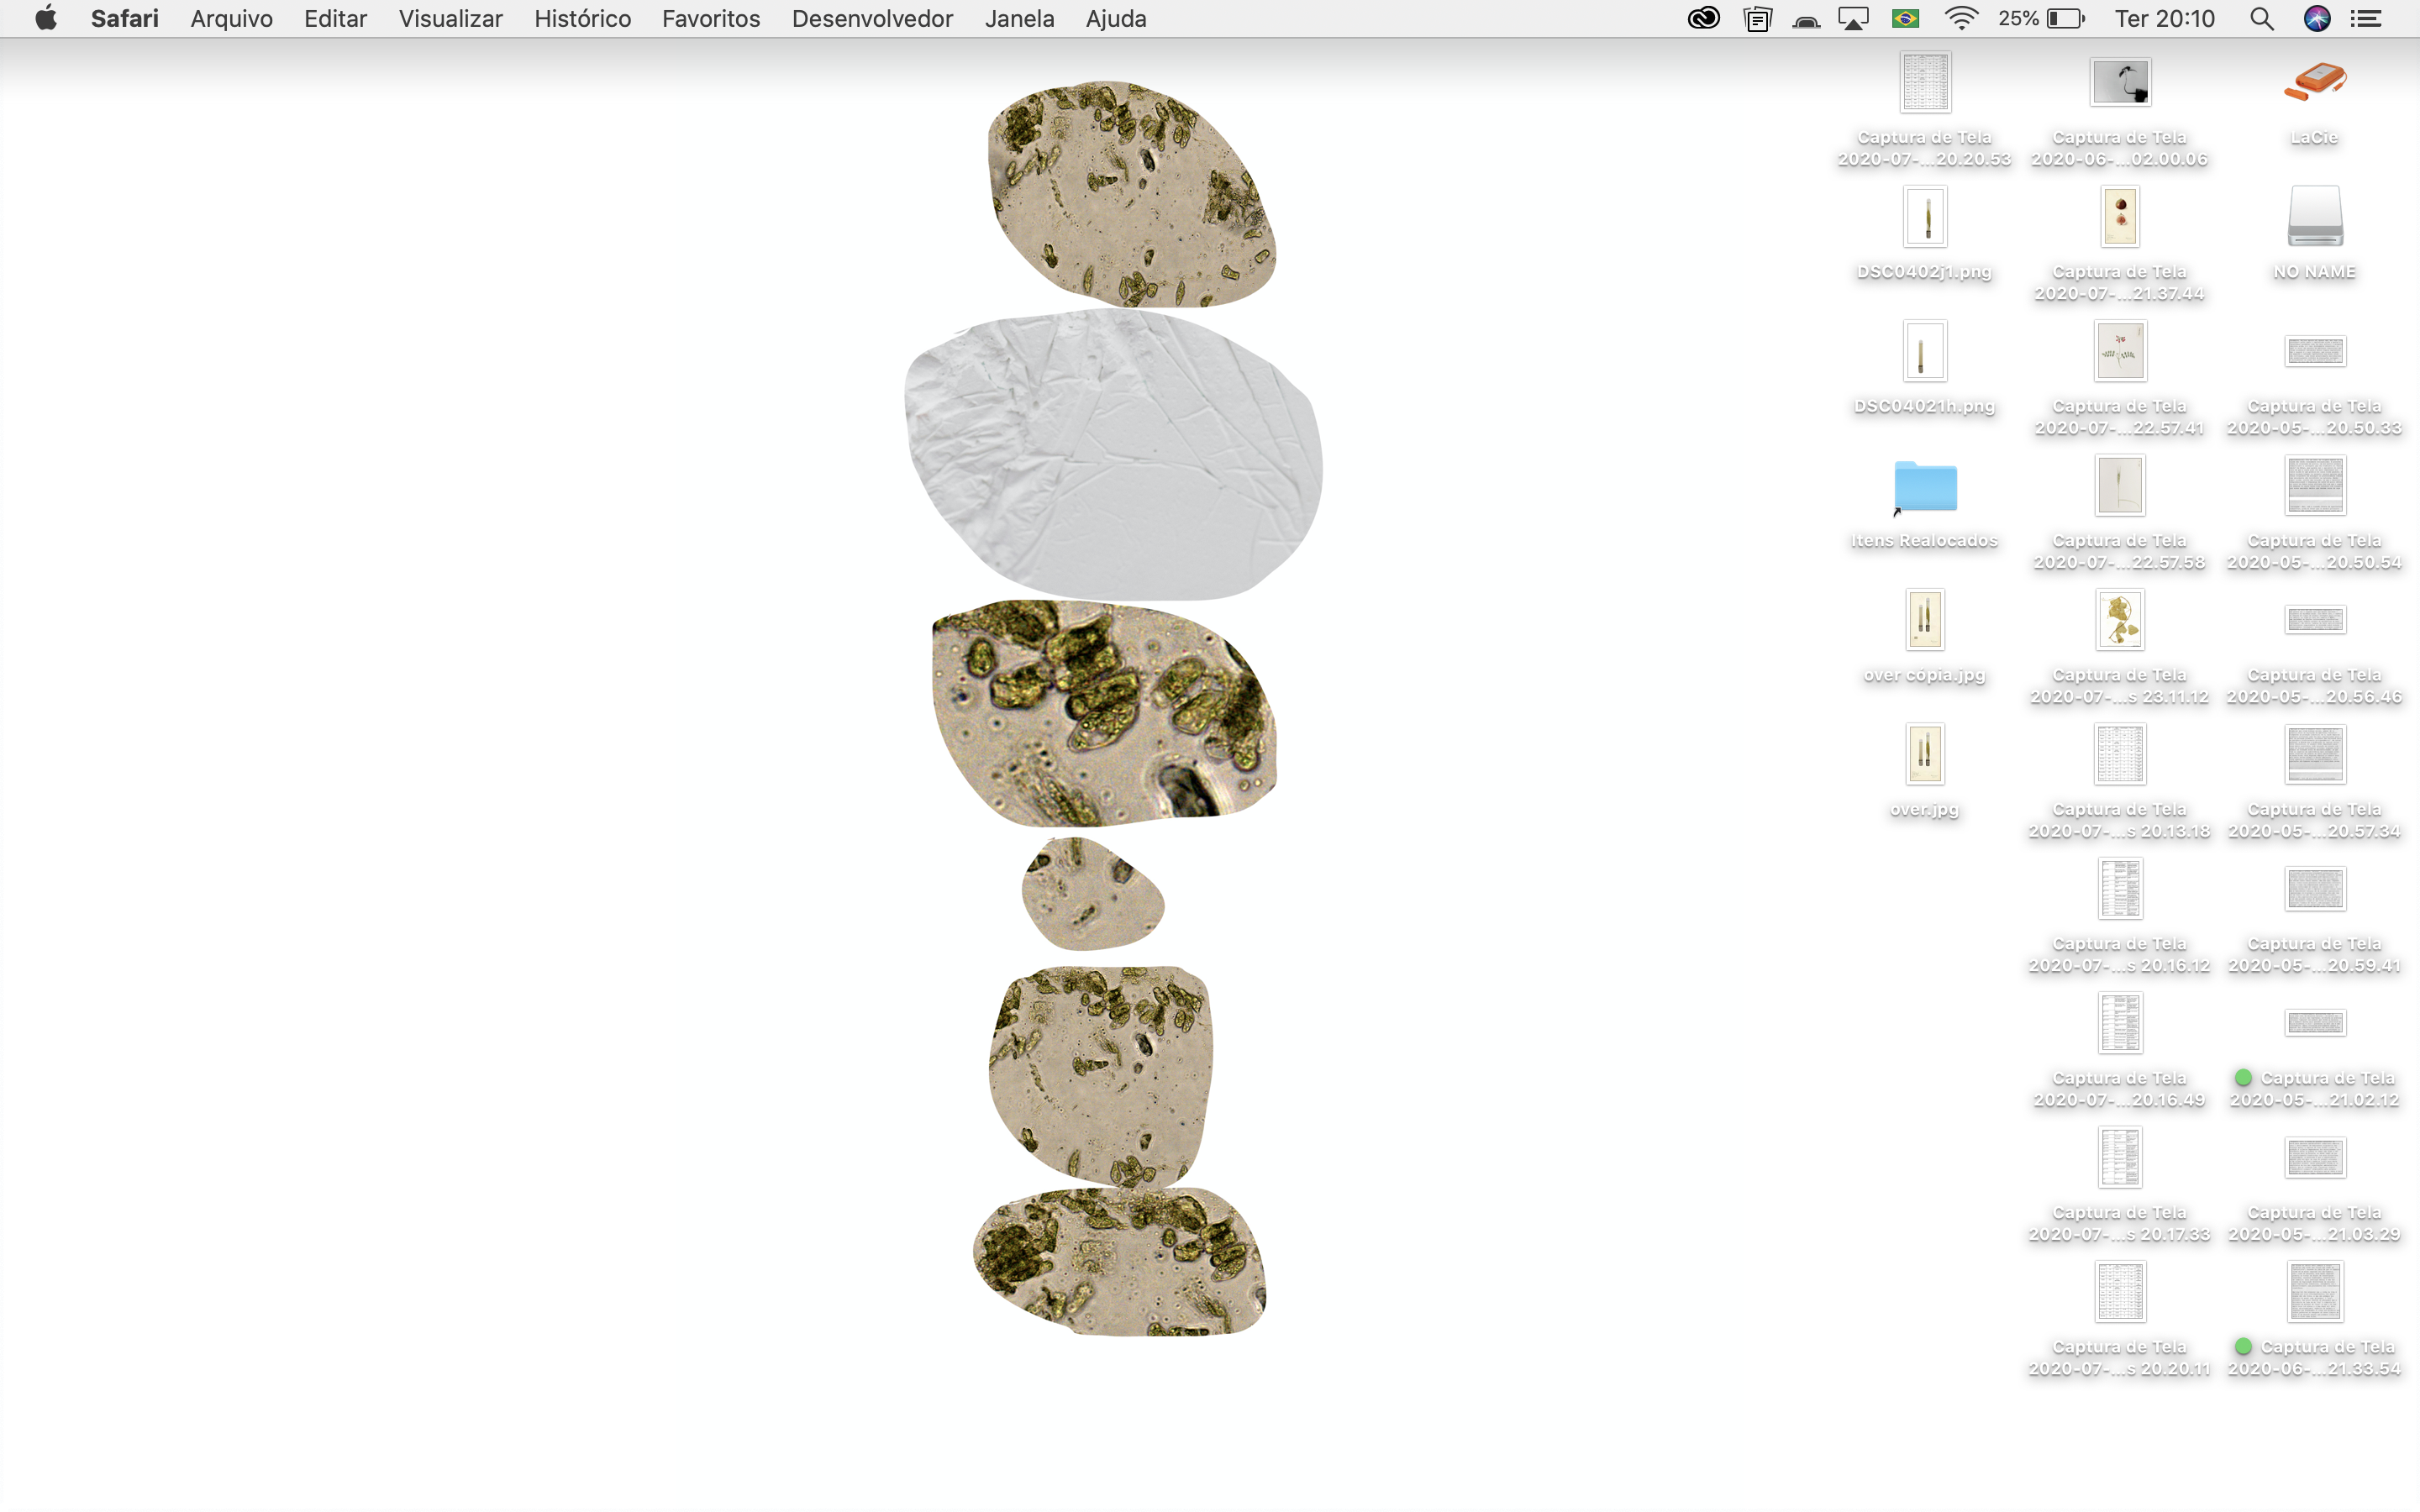 Safari Arquivo Editar Visualizar Histórico Favoritos Desenvolvedor Janela Ajuda 25% Ter 20:10
Captura de Tela
2020-07-...20.20.53
DSC0402j1.png
DSC04021h.png
Itens Realocados
over cópia.jpg
over.jpg
Captura de Tela
2020-06-...02.00.06
Captura de Tela
2020-07-...21.37.44
Captura de Tela
2020-07-...22.57.41
Captura de Tela
2020-07-...22.57.58
Captura de Tela
2020-07-...s 23.11.12
Captura de Tela
2020-07-...s 20.13.18
Captura de Tela
2020-07-...s 20.16.12
Captura de Tela
2020-07-...20.16.49
Captura de Tela
2020-07-...s 20.17.33
Captura de Tela
2020-07-...s 20.20.11
LaCie
NO NAME
Captura de Tela
2020-05-...20.50.33
Captura de Tela
2020-05-...20.50.54
Captura de Tela
2020-05-...20.56.46
Captura de Tela
2020-05-...20.57.34
Captura de Tela
2020-05-...20.59.41
Captura de Tela
2020-05-...21.02.12
Captura de Tela
2020-05-...21.03.29
Captura de Tela
2020-06-...21.33.54